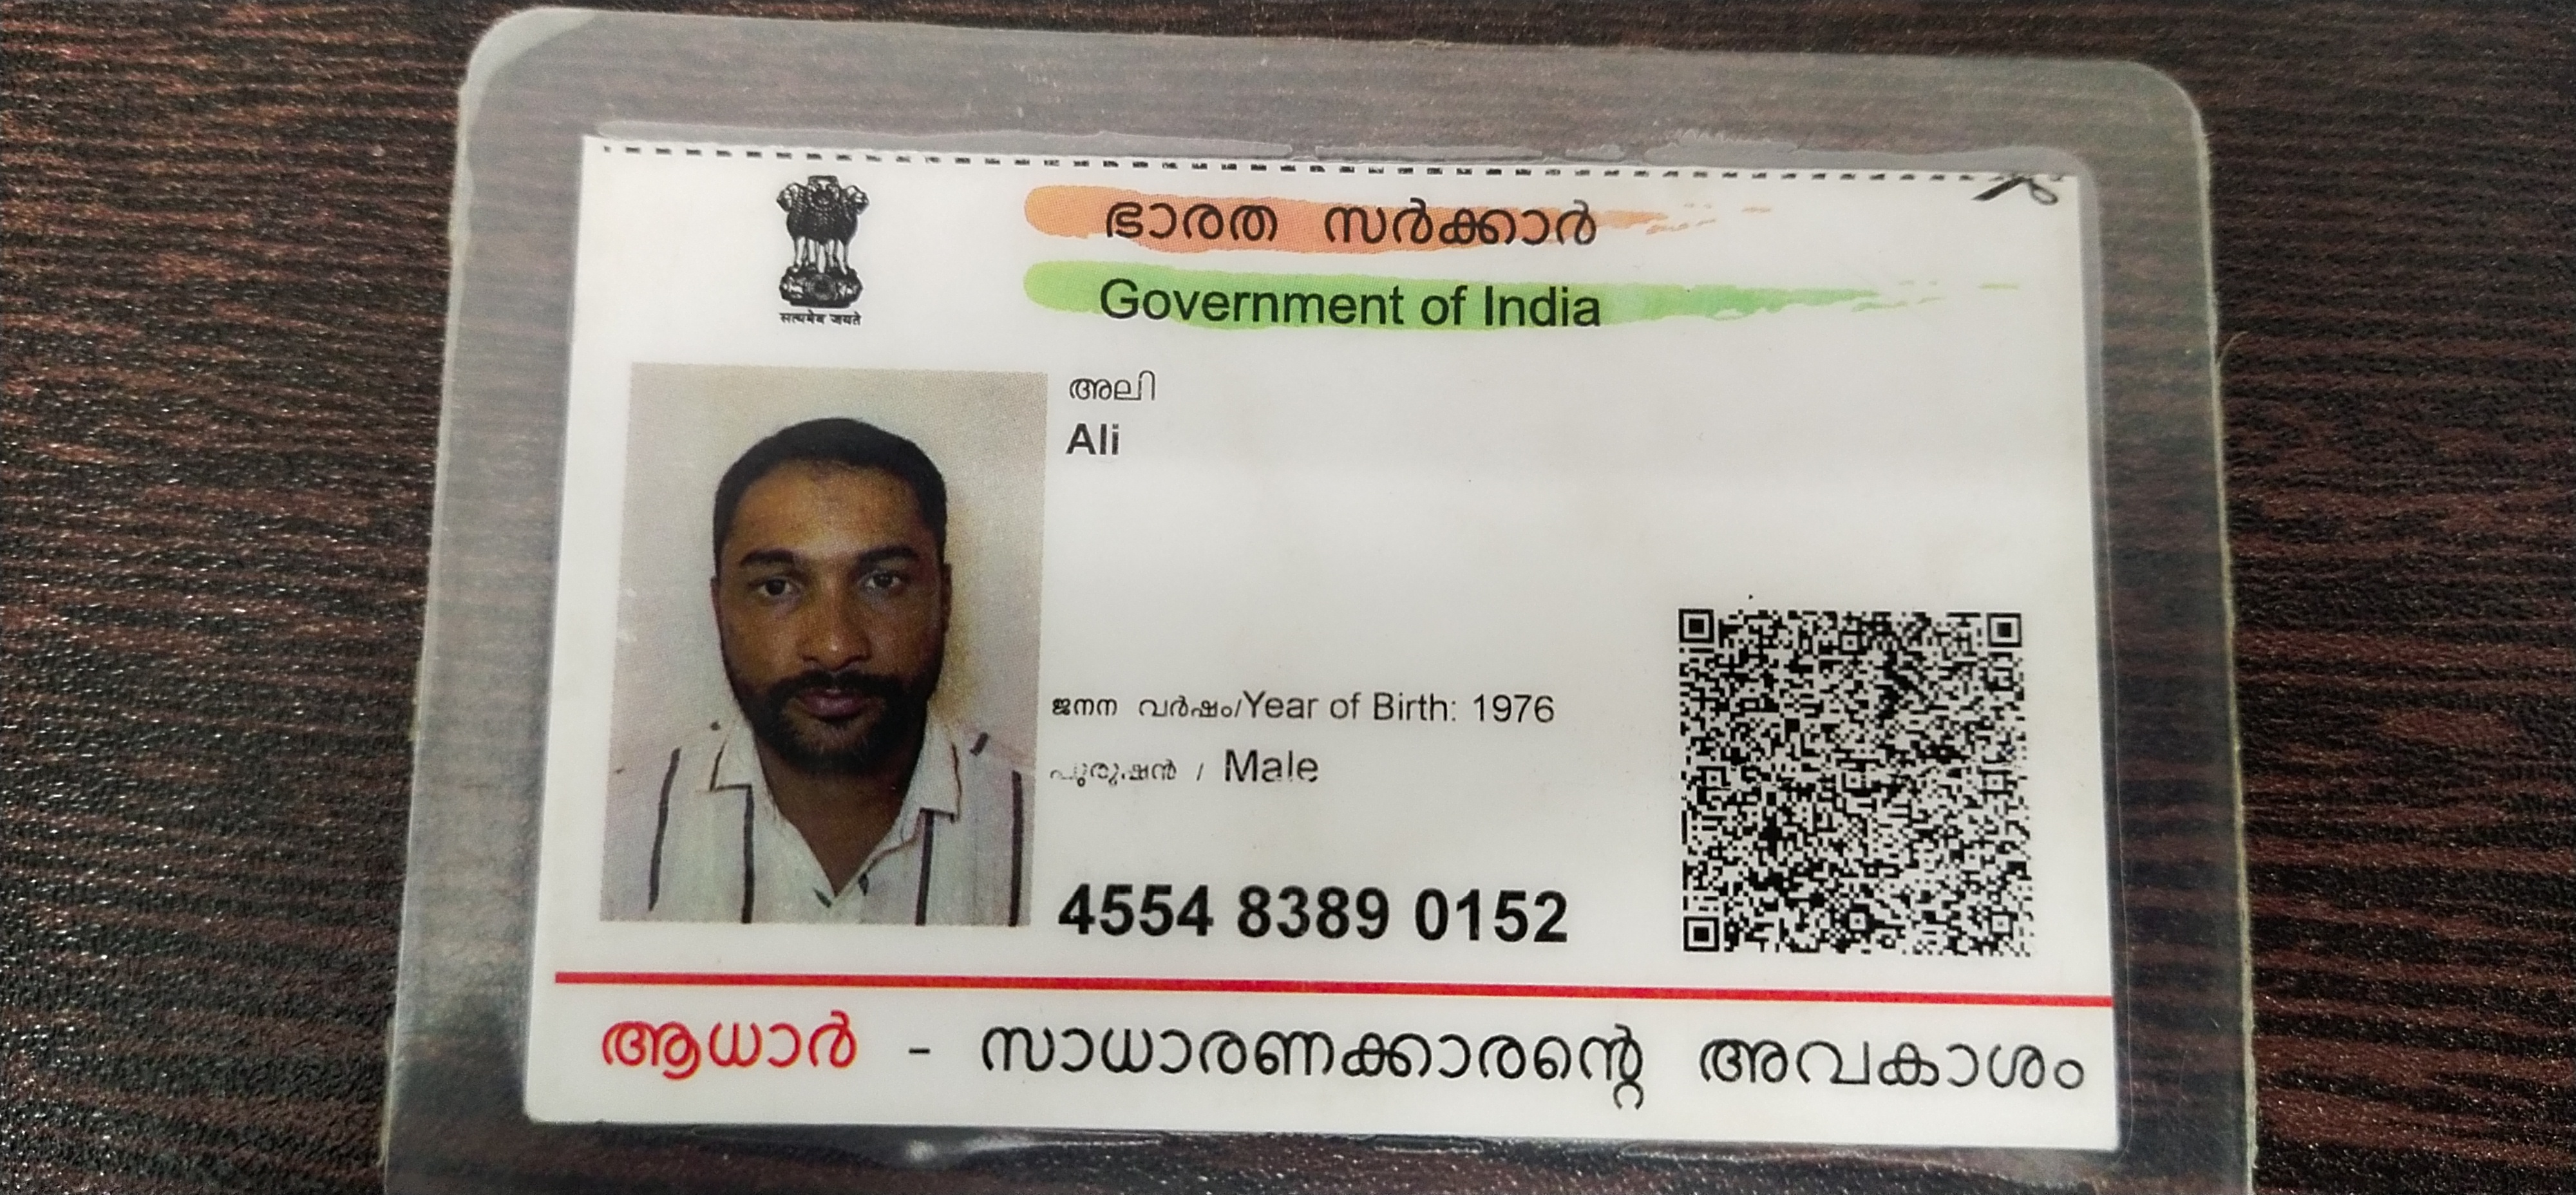 सत्यमेव जयते
ഭാരത സർക്കാർ
Government of India
അലി
Ali
ജനന വർഷം/Year of Birth: 1976
പുരുഷൻ / Male
4554 8389 0152
ആധാർ - സാധാരണക്കാരന്റെ അവകാശം